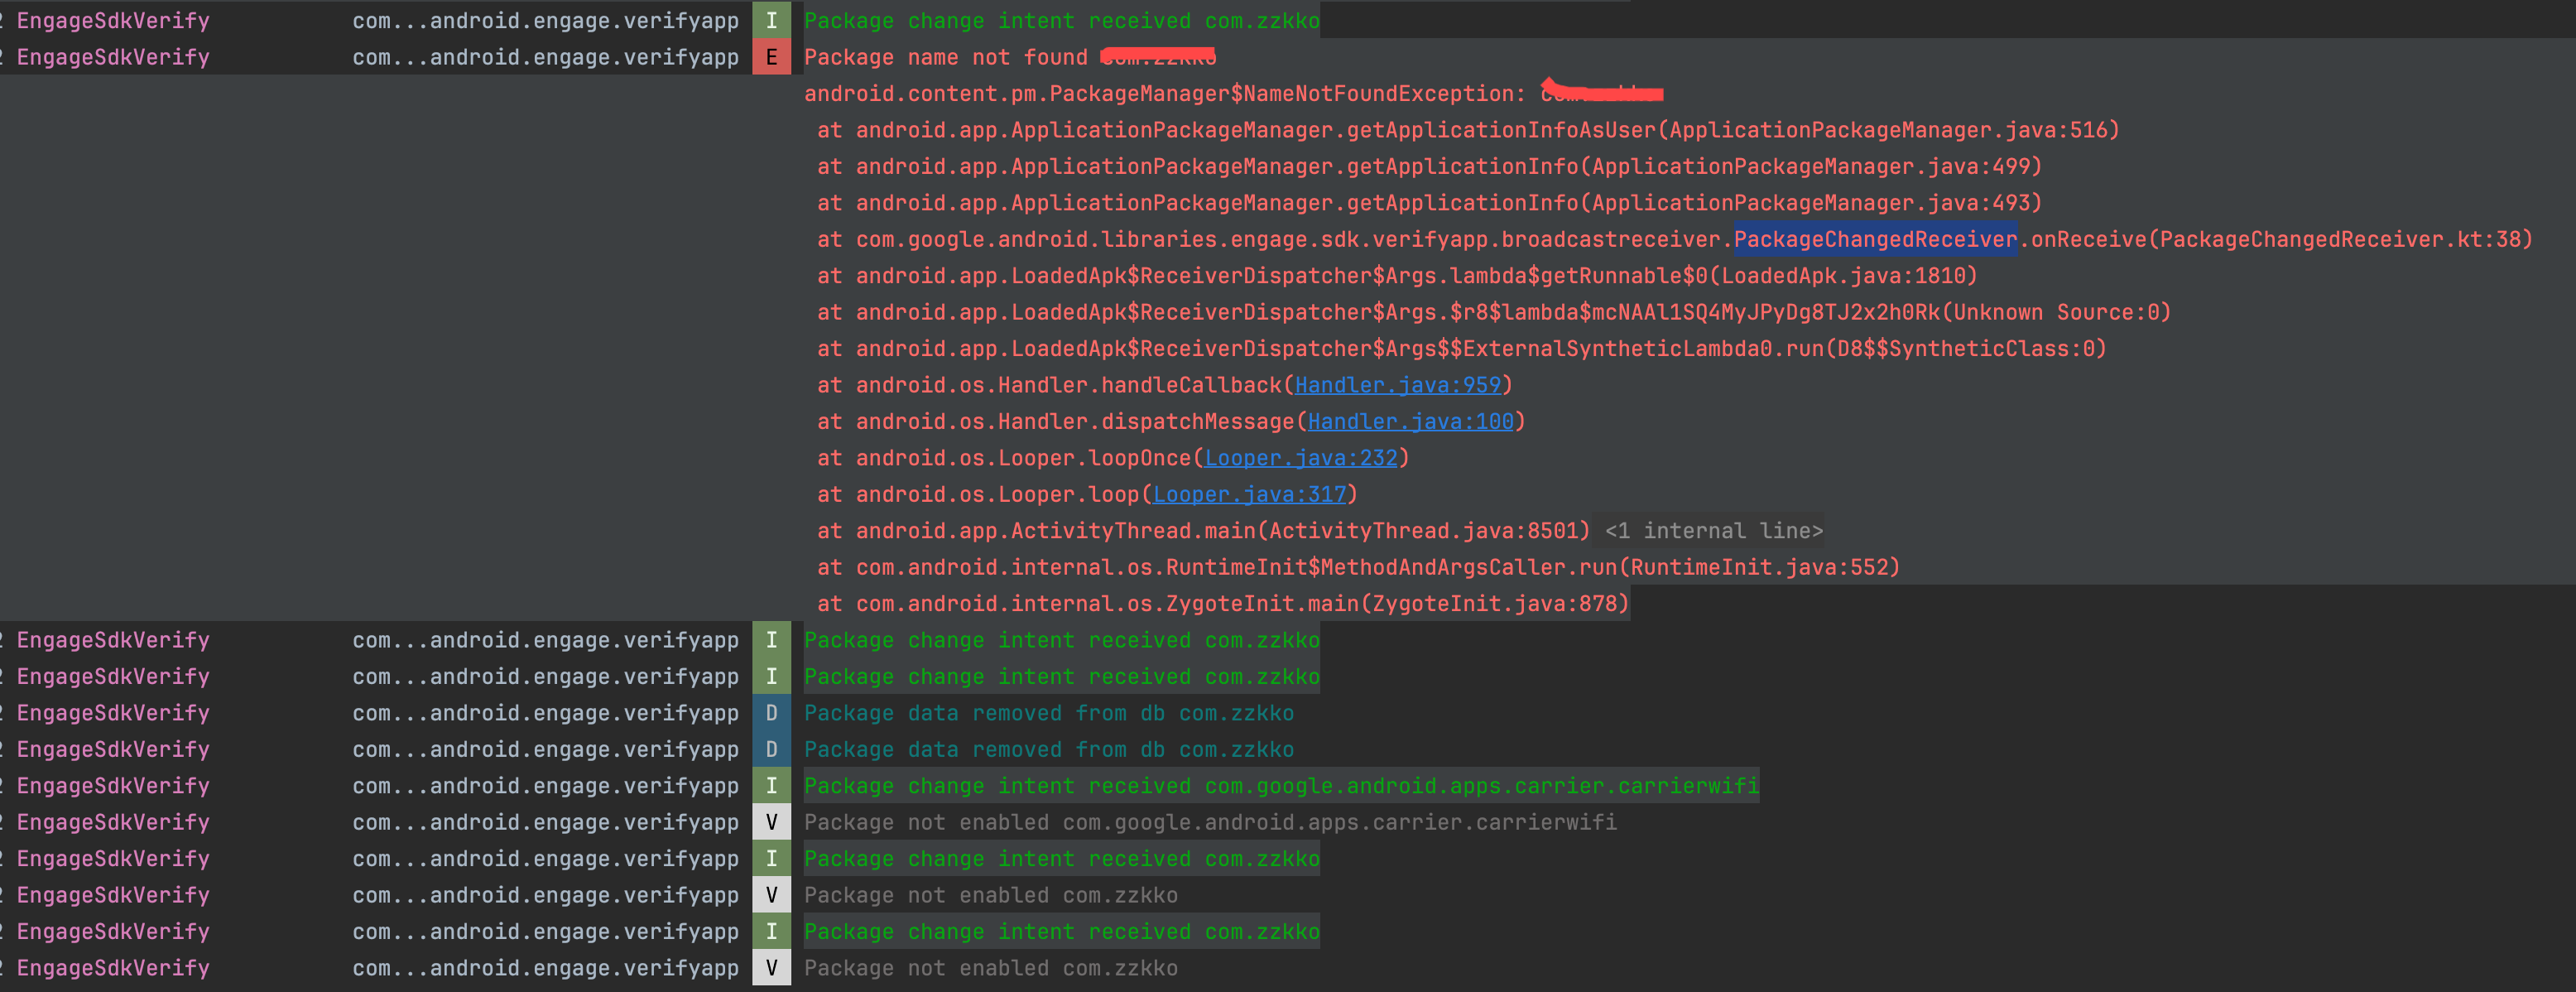 2 EngageSdkVerify com...android.engage.verifyapp I Package change intent received com.zzkko
2 EngageSdkVerify com...android.engage.verifyapp E Package name not found
android.content.pm.PackageManager$NameNotFoundException:
at android.app.ApplicationPackageManager.getApplicationInfoAsUser(ApplicationPackageManager.java:516)
at android.app.ApplicationPackageManager.getApplicationInfo(ApplicationPackageManager.java:499)
at android.app.ApplicationPackageManager.getApplicationInfo(ApplicationPackageManager.java:493)
at com.google.android.libraries.engage.sdk.verifyapp.broadcastreceiver.PackageChangedReceiver.onReceive(PackageChangedReceiver.kt:38)
at android.app.LoadedApk$ReceiverDispatcher$Args.lambda$getRunnable$0(LoadedApk.java:1810)
at android.app.LoadedApk$ReceiverDispatcher$Args.$r8$lambda$mcNAAl1SQ4MyJPyDg8TJ2x2h0Rk(Unknown Source:0)
at android.app.LoadedApk$ReceiverDispatcher$Args$$ExternalSyntheticLambda0.run(D8$$SyntheticClass:0)
at android.os.Handler.handleCallback(Handler.java:959)
at android.os.Handler.dispatchMessage(Handler.java:100)
at android.os.Looper.loopOnce(Looper.java:232)
at android.os.Looper.loop(Looper.java:317)
at android.app.ActivityThread.main(ActivityThread.java:8501) <1 internal line>
at com.android.internal.os.RuntimeInit$MethodAndArgsCaller.run(RuntimeInit.java:552)
at com.android.internal.os.ZygoteInit.main(ZygoteInit.java:878)
2 EngageSdkVerify com...android.engage.verifyapp I Package change intent received com.zzkko
2 EngageSdkVerify com...android.engage.verifyapp I Package change intent received com.zzkko
2 EngageSdkVerify com...android.engage.verifyapp D Package data removed from db com.zzkko
2 EngageSdkVerify com...android.engage.verifyapp D Package data removed from db com.zzkko
2 EngageSdkVerify com...android.engage.verifyapp I Package change intent received com.google.android.apps.carrier.carrierwifi
2 EngageSdkVerify com...android.engage.verifyapp V Package not enabled com.google.android.apps.carrier.carrierwifi
2 EngageSdkVerify com...android.engage.verifyapp I Package change intent received com.zzkko
2 EngageSdkVerify com...android.engage.verifyapp V Package not enabled com.zzkko
2 EngageSdkVerify com...android.engage.verifyapp I Package change intent received com.zzkko
2 EngageSdkVerify com...android.engage.verifyapp V Package not enabled com.zzkko